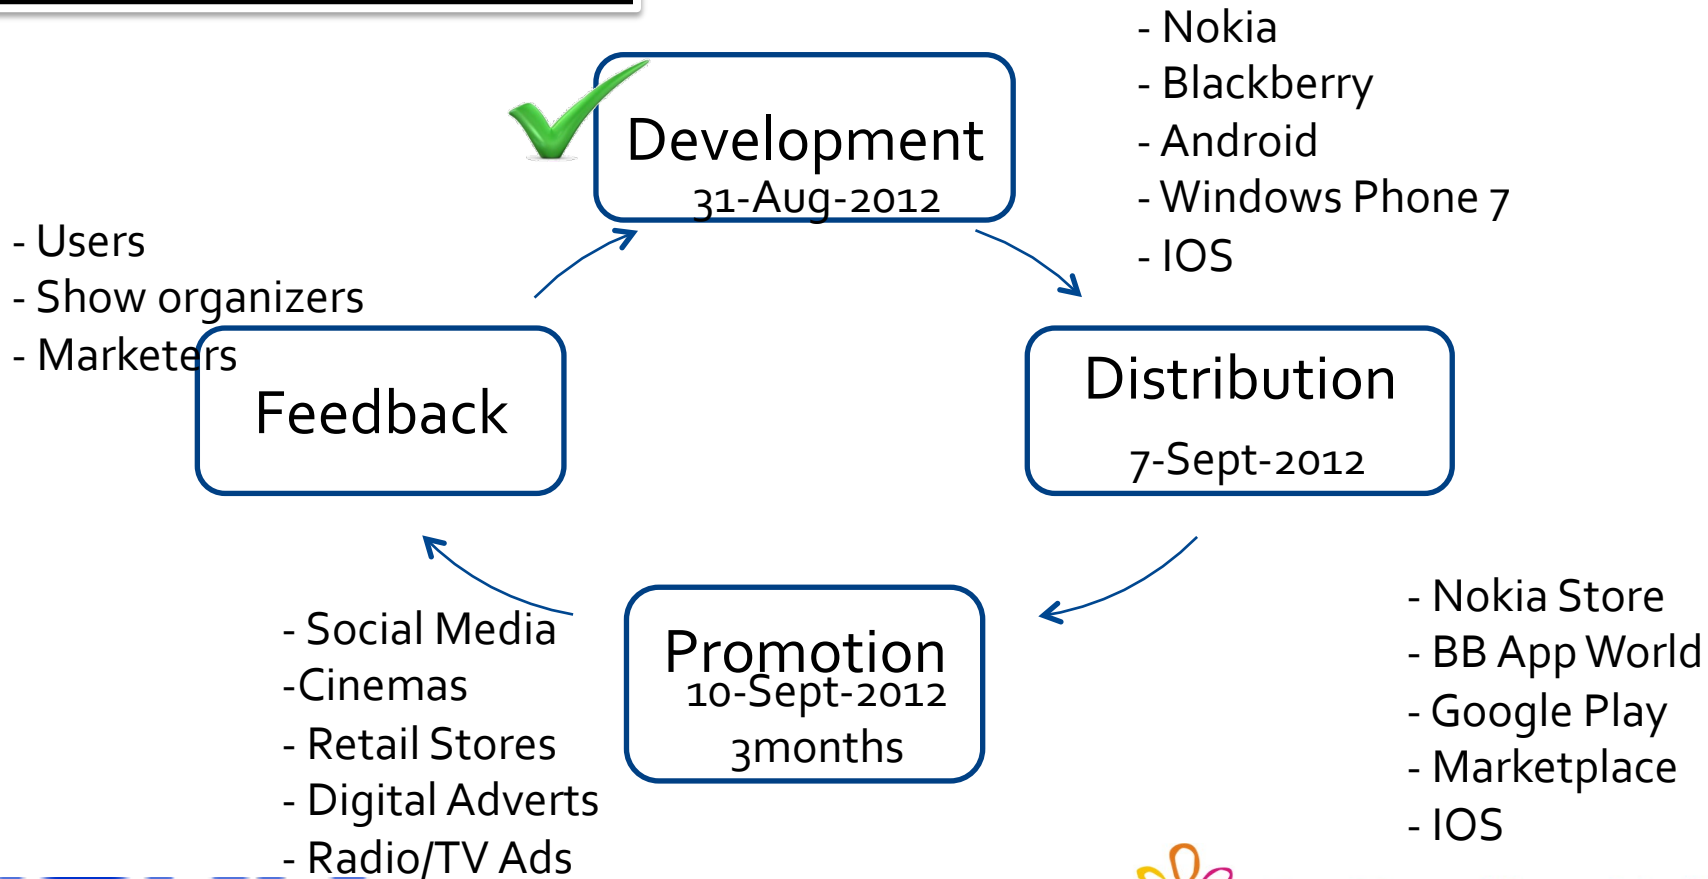 - Nokia
- Blackberry
- Android
- Windows Phone 7
- IOS
Development
31-Aug-2012
- Users
- Show organizers
- Marketers
Feedback
Distribution
7-Sept-2012
Promotion
10-Sept-2012
3months
- Social Media
-Cinemas
- Retail Stores
- Digital Adverts
- Radio/TV Ads
- Nokia Store
- BB App World
- Google Play
- Marketplace
- IOS